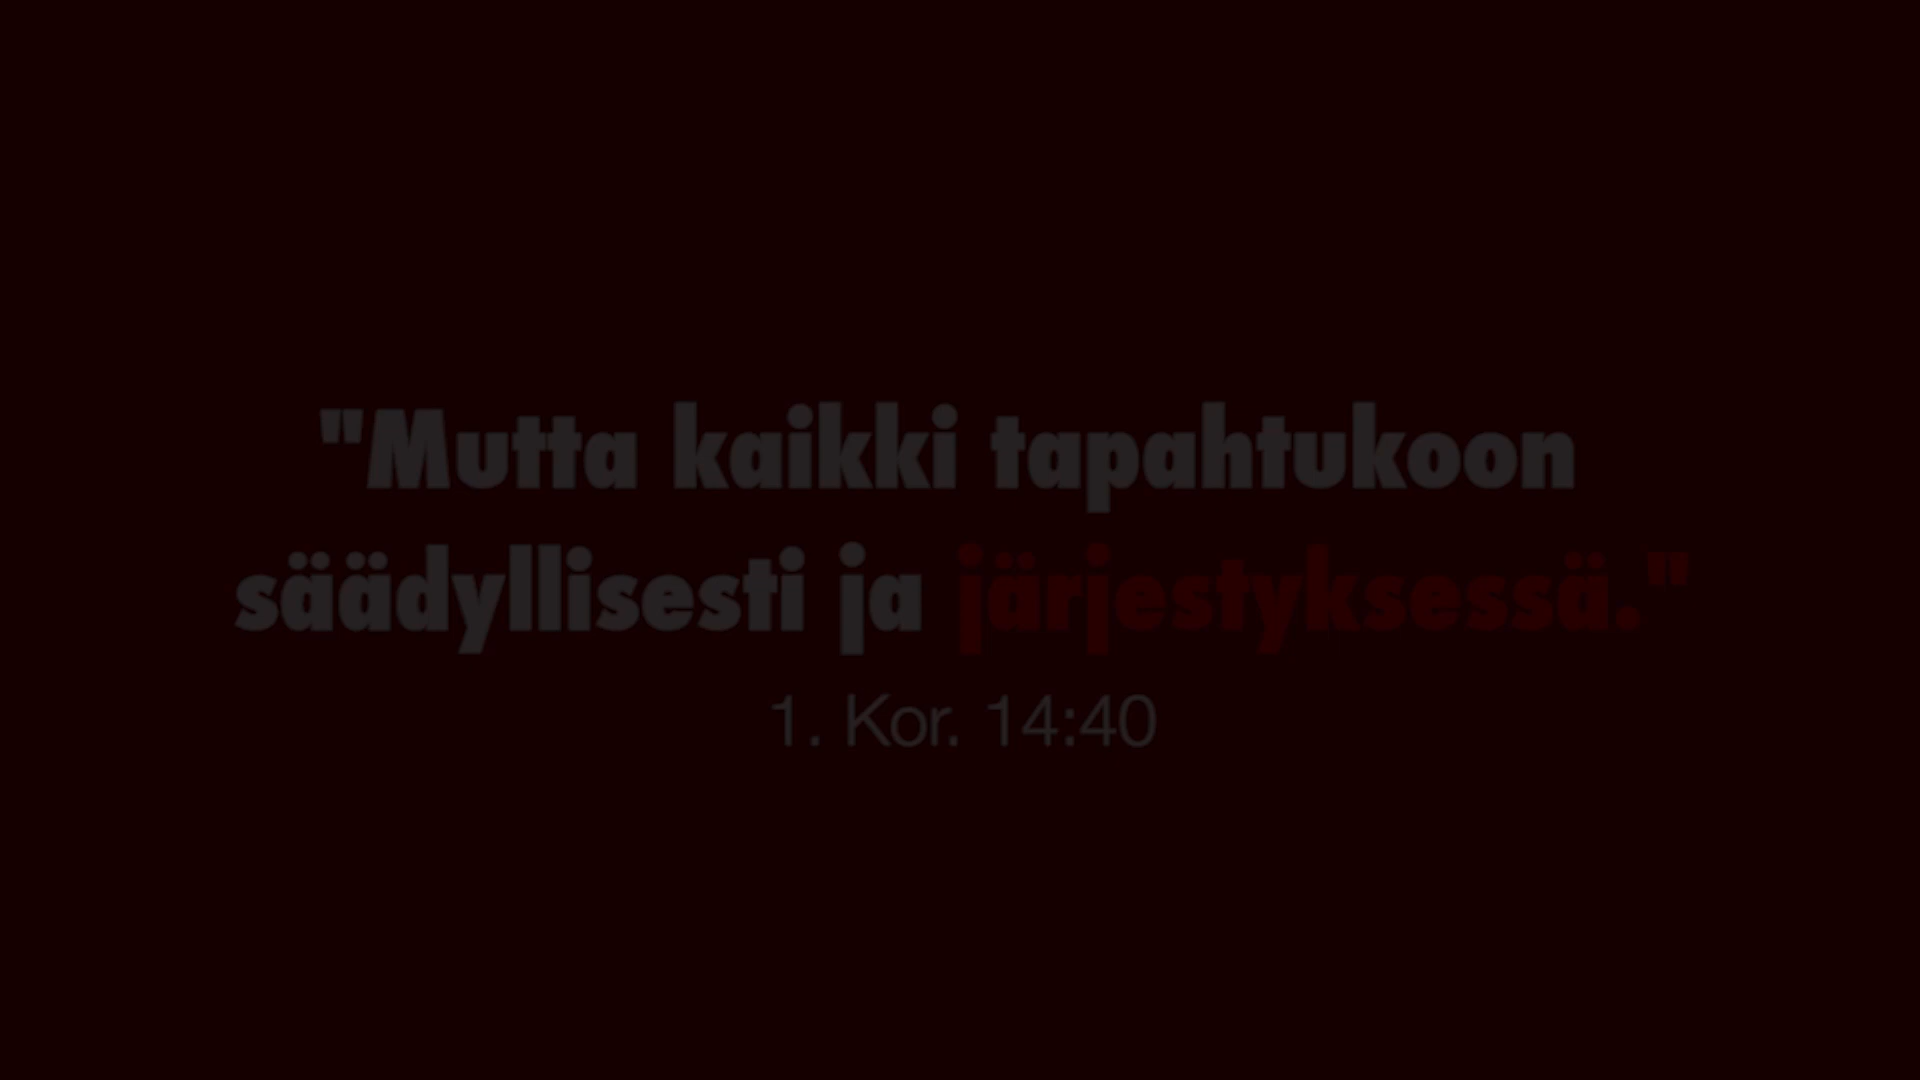 "Mutta kaikki tapahtukoon
säädyllisesti ja järjestyksessä."
1. Kor. 14:40